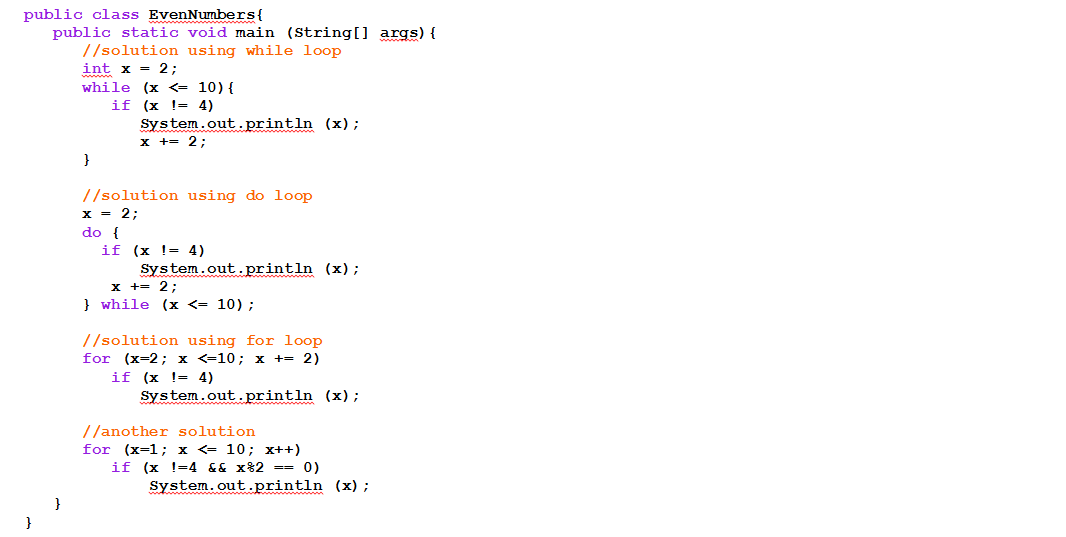 public class EvenNumbers{
public static void main (String[] args){
//solution using while loop
int x = 2;
while (x <= 10){
if (x != 4)
System.out.println (x);
x += 2;
}
//solution using do loop
x = 2;
do {
if (x != 4)
System.out.println (x);
x += 2;
} while (x <= 10);
//solution using for loop
for (x=2; x <=10; x += 2)
if (x != 4)
System.out.println (x);
//another solution
for (x=1; x <= 10; x++)
if (x !=4 && x%2 == 0)
System.out.println (x);
}
}